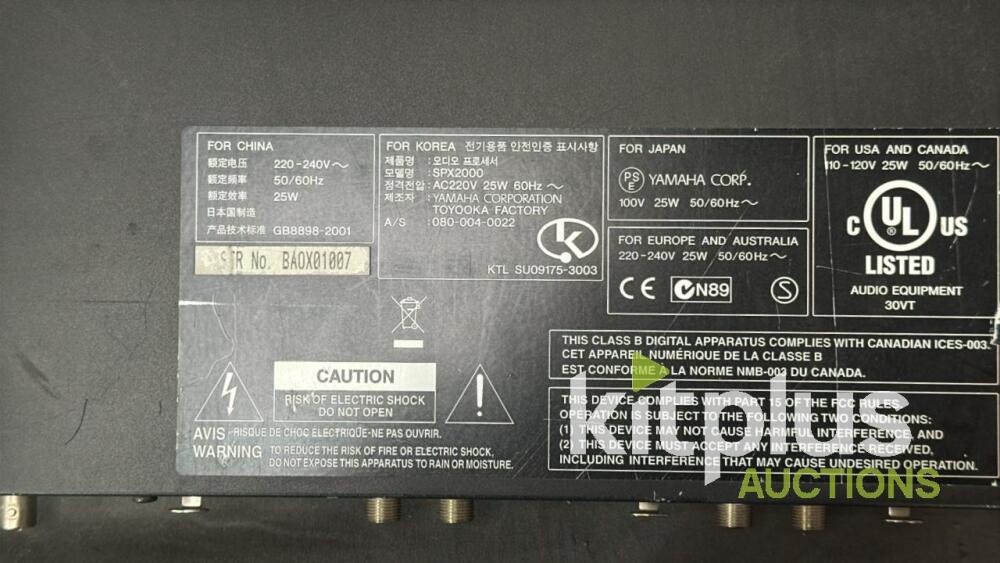 FOR CHINA
额定电压 220-240V～
额定频率 50/60Hz
额定效率 25W
日本国制造
产品技术标准 GB8898-2001
SER No. BAOX01007
FOR KOREA 전기용품 안전인증 표시사항
제품명 : 오디오 프로세서
모델명 : SPX2000
정격전압 : AC220V 25W 60Hz ～
제조자 : YAMAHA CORPORATION
TOYOOKA FACTORY
A/S : 080-004-0022
KTL SU09175-3003
FOR JAPAN
PS E YAMAHA CORP.
100V 25W 50/60Hz～
FOR EUROPE AND AUSTRALIA
220-240V 25W 50/60Hz～
CE N89 S
FOR USA AND CANADA
110-120V 25W 50/60Hz～
C UL ® US
LISTED
AUDIO EQUIPMENT
30VT
CAUTION
RISK OF ELECTRIC SHOCK
DO NOT OPEN
AVIS RISQUE DE CHOC ELECTRIQUE-NE PAS OUVRIR.
WARNING TO REDUCE THE RISK OF FIRE OR ELECTRIC SHOCK,
DO NOT EXPOSE THIS APPARATUS TO RAIN OR MOISTURE.
THIS CLASS B DIGITAL APPARATUS COMPLIES WITH CANADIAN ICES-003.
CET APPAREIL NUMÉRIQUE DE LA CLASSE B
EST CONFORME À LA NORME NMB-003 DU CANADA.
THIS DEVICE COMPLIES WITH PART 15 OF THE FCC RULES
OPERATION IS SUBJECT TO THE FOLLOWING TWO CONDITIONS:
(1) THIS DEVICE MAY NOT CAUSE HARMFUL INTERFERENCE, AND
(2) THIS DEVICE MUST ACCEPT ANY INTERFERENCE RECEIVED,
INCLUDING INTERFERENCE THAT MAY CAUSE UNDESIRED OPERATION.
kitplus
AUCTIONS